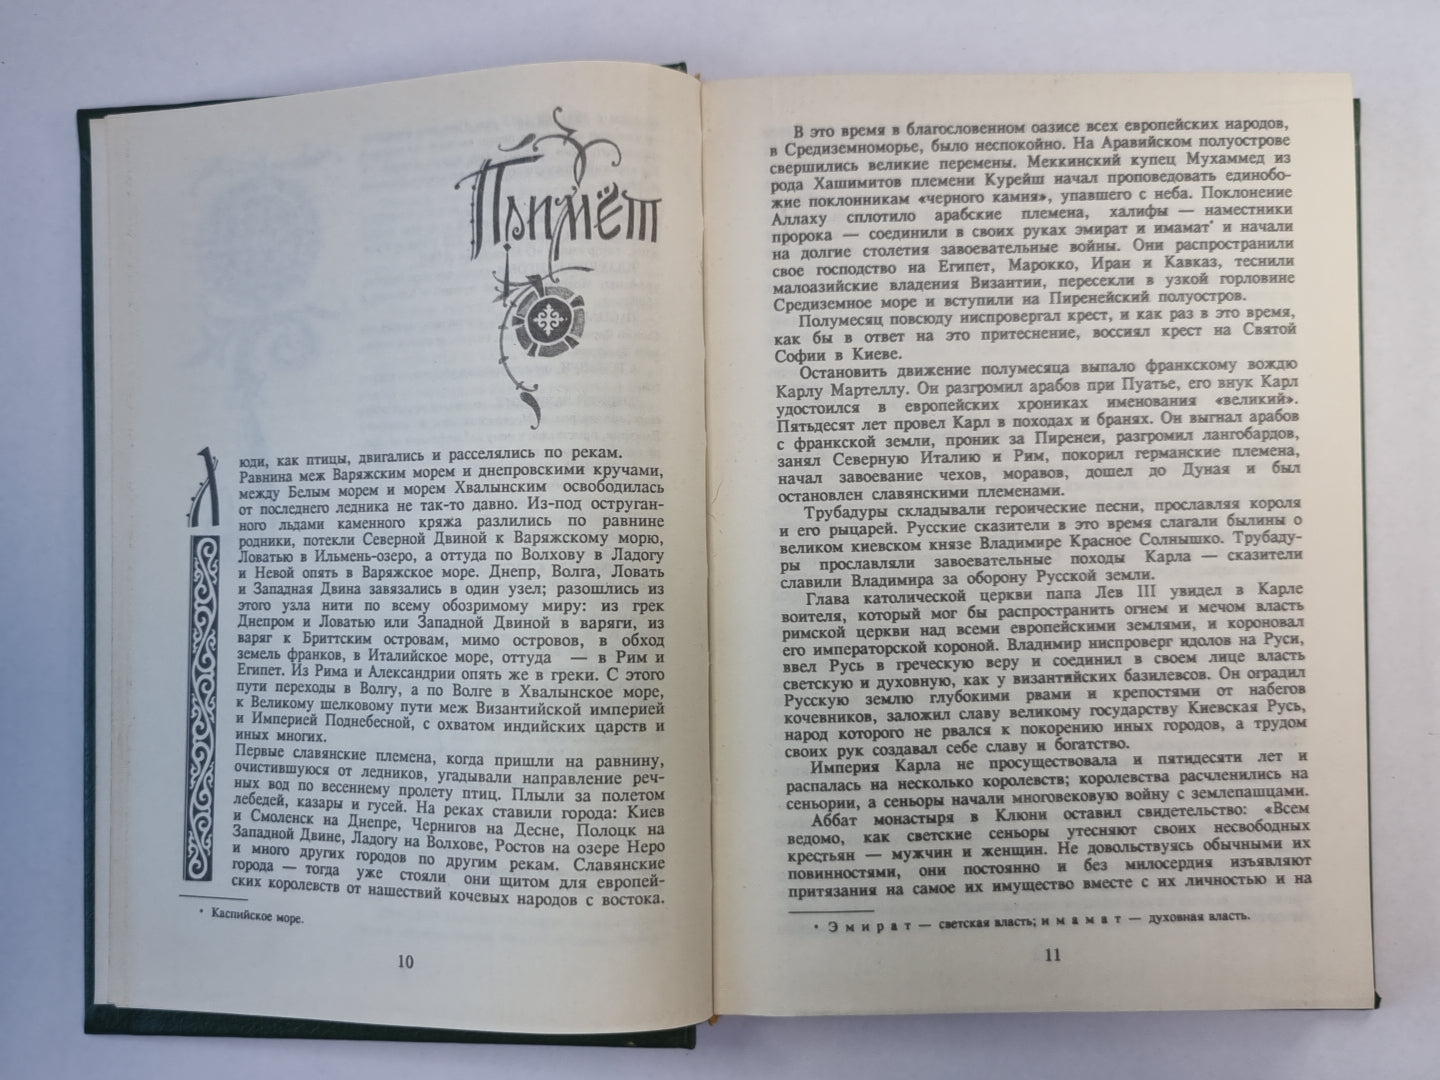 Примёт
Люди, как птицы, двигались и расселялись по рекам.
Равнина меж Варяжским морем и днепровскими кручами,
между Белым морем и морем Хвалынским освободилась
от последнего ледника не так-то давно. Из-под оструган-
ного льдами каменного кряжа разлились по равнине
родники, потекли Северной Двиной к Варяжскому морю,
Ловатью в Ильмень-озеро, а оттуда по Волхову в Ладогу
и Невой опять в Варяжское море. Днепр, Волга, Ловать
и Западная Двина завязались в один узел; разошлись из
этого узла нити по всему обозримому миру: из грек
Днепром и Ловатью или Западной Двиной в варяги, из
варяг к Бриттским островам, мимо островов, в обход
земель франков, в Италийское море, оттуда — в Рим и
Египет. Из Рима и Александрии опять же в греки. С этого
пути переходы в Волгу, а по Волге в Хвалынское море,
к Великому шелковому пути меж Византийской империей
и Империей Поднебесной, с охватом индийских царств и
иных многих.
Первые славянские племена, когда пришли на равнину,
очистившуюся от ледников, угадывали направление реч-
ных вод по весеннему пролету птиц. Плыли за полетом
лебедей, казары и гусей. На реках ставили города: Киев
и Смоленск на Днепре, Чернигов на Десне, Полоцк на
Западной Двине, Ладогу на Волхове, Ростов на озере Неро
и много других городов по другим рекам. Славянские
города — тогда уже стояли они щитом для европей-
ских королевств от нашествий кочевых народов с востока.
* Каспийское море.
10
В это время в благословенном оазисе всех европейских народов,
в Средиземноморье, было неспокойно. На Аравийском полуострове
свершились великие перемены. Меккинский купец Мухаммед из
рода Хашимитов племени Курейш начал проповедовать единобо-
жие поклонникам «черного камня», упавшего с неба. Поклонение
Аллаху сплотило арабские племена, халифы — наместники
пророка — соединили в своих руках эмират и имамат* и начали
на долгие столетия завоевательные войны. Они распространили
свое господство на Египет, Марокко, Иран и Кавказ, теснили
малоазийские владения Византии, пересекли в узкой горловине
Средиземное море и вступили на Пиренейский полуостров.
Полумесяц повсюду ниспровергал крест, и как раз в это время,
как бы в ответ на это притеснение, воссиял крест на Святой
Софии в Киеве.
Остановить движение полумесяца выпало франкскому вождю
Карлу Мартеллу. Он разгромил арабов при Пуатье, его внук Карл
удостоился в европейских хрониках именования «великий».
Пятьдесят лет провел Карл в походах и бранях. Он выгнал арабов
с франкской земли, проник за Пиренеи, разгромил лангобардов,
занял Северную Италию и Рим, покорил германские племена,
начал завоевание чехов, моравов, дошел до Дуная и был
остановлен славянскими племенами.
Трубадуры складывали героические песни, прославляя короля
и его рыцарей. Русские сказители в это время слагали былины о
великом киевском князе Владимире Красное Солнышко. Трубаду-
ры прославляли завоевательные походы Карла — сказители
славили Владимира за оборону Русской земли.
Глава католической церкви папа Лев III увидел в Карле
воителя, который мог бы распространить огнем и мечом власть
римской церкви над всеми европейскими землями, и короновал
его императорской короной. Владимир ниспроверг идолов на Руси,
ввел Русь в греческую веру и соединил в своем лице власть
светскую и духовную, как у византийских базилевсов. Он оградил
Русскую землю глубокими рвами и крепостями от набегов
кочевников, заложил славу великому государству Киевская Русь,
народ которого не рвался к покорению иных городов, а трудом
своих рук создавал себе славу и богатство.
Империя Карла не просуществовала и пятидесяти лет и
распалась на несколько королевств; королевства расчленились на
сеньории, а сеньоры начали многовековую войну с землепашцами.
Аббат монастыря в Клюни оставил свидетельство: «Всем
ведомо, как светские сеньоры утесняют своих несвободных
крестьян — мужчин и женщин. Не довольствуясь обычными их
повинностями, они постоянно и без милосердия изъявляют
притязания на самое их имущество вместе с их личностью и на
* Эмират — светская власть; имамат — духовная власть.
11